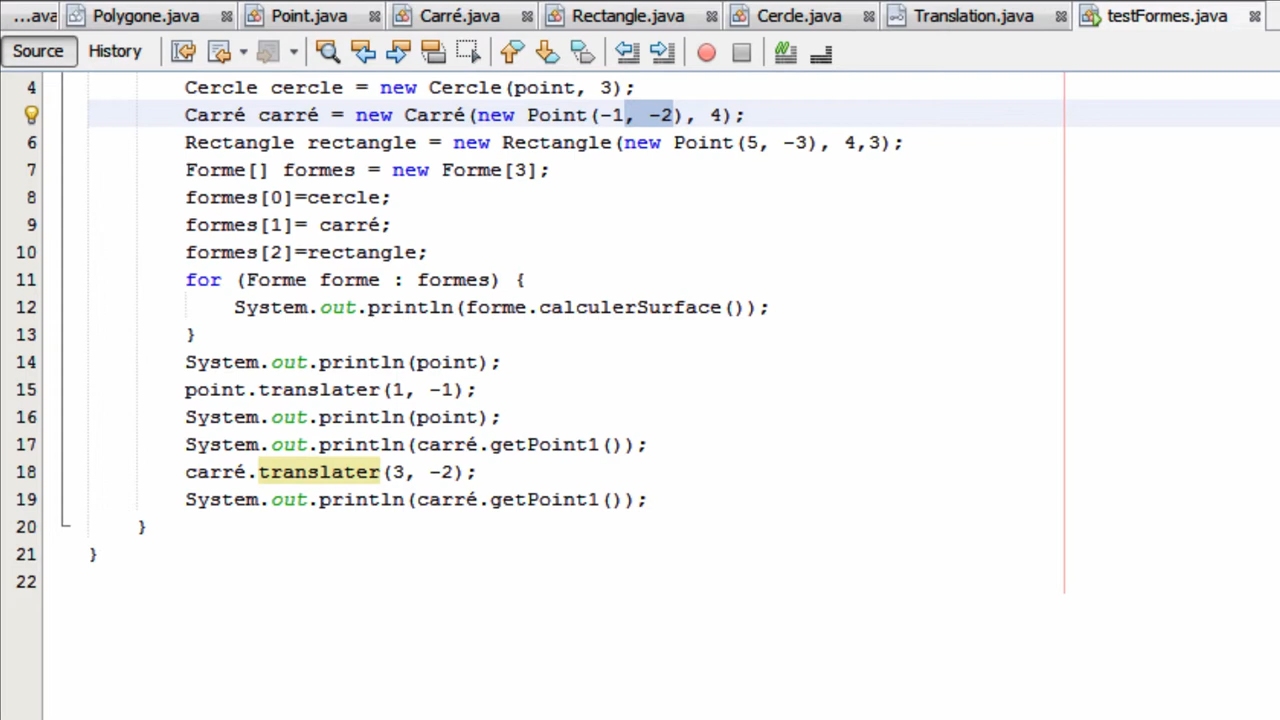 ...ava Polygone.java Point.java Carré.java Rectangle.java Cercle.java Translation.java testFormes.java
Source History
4 Cercle cercle = new Cercle(point, 3);
Carré carré = new Carré(new Point(-1, -2), 4);
6 Rectangle rectangle = new Rectangle(new Point(5, -3), 4,3);
7 Forme[] formes = new Forme[3];
8 formes[0]=cercle;
9 formes[1]= carré;
10 formes[2]=rectangle;
11 for (Forme forme : formes) {
12 System.out.println(forme.calculerSurface());
13 }
14 System.out.println(point);
15 point.translater(1, -1);
16 System.out.println(point);
17 System.out.println(carré.getPoint1());
18 carré.translater(3, -2);
19 System.out.println(carré.getPoint1());
20 }
21 }
22